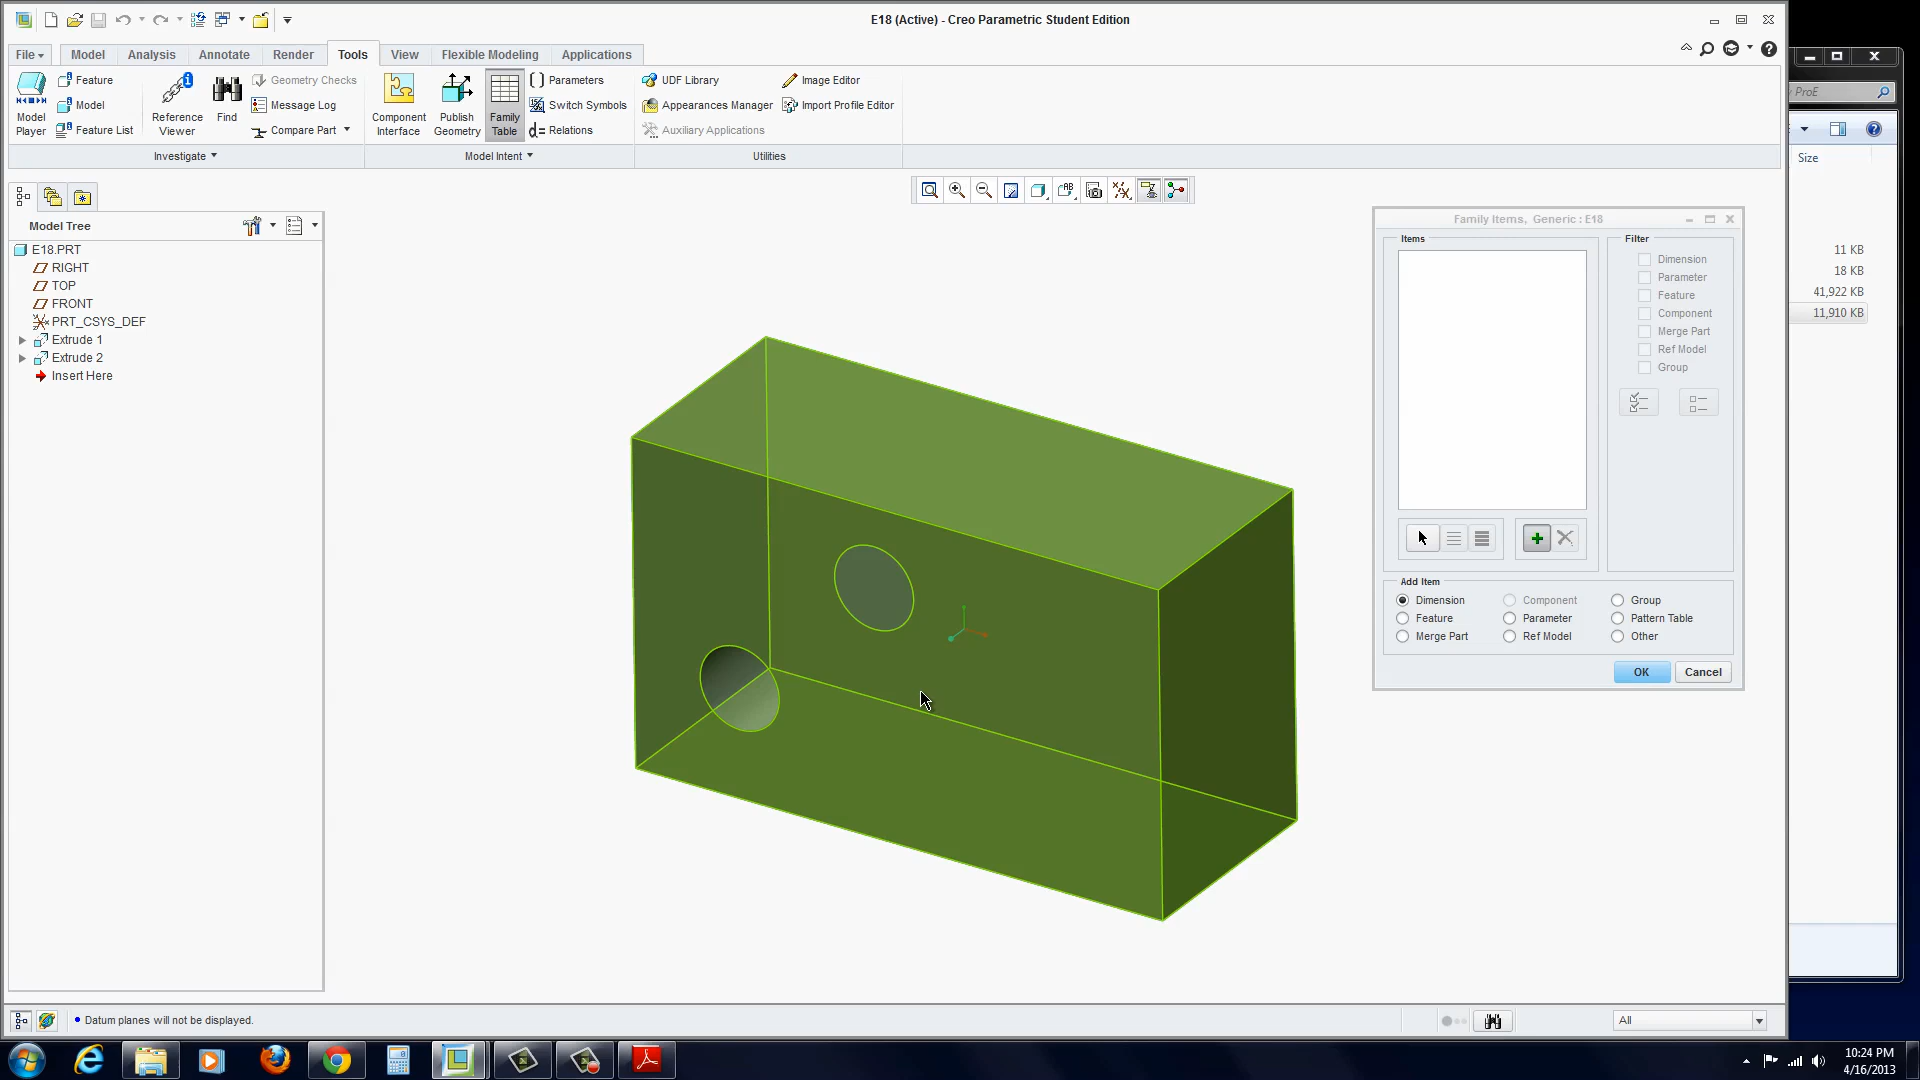 E18 (Active) - Creo Parametric Student Edition
File Model Analysis Annotate Render Tools View Flexible Modeling Applications
Model Player
Feature
Model
Feature List
Reference Viewer
Find
Geometry Checks
Message Log
Compare Part
Component Interface
Publish Geometry
Family Table
Parameters
Switch Symbols
d= Relations
UDF Library
Appearances Manager
Auxiliary Applications
Image Editor
Import Profile Editor
Investigate
Model Intent
Utilities
ProE
Size
11 KB
18 KB
41,922 KB
11,910 KB
Model Tree
E18.PRT
RIGHT
TOP
FRONT
PRT_CSYS_DEF
Extrude 1
Extrude 2
Insert Here
Family Items, Generic : E18
Items
Filter
Dimension
Parameter
Feature
Component
Merge Part
Ref Model
Group
Add Item
Dimension Component Group
Feature Parameter Pattern Table
Merge Part Ref Model Other
OK Cancel
Datum planes will not be displayed.
All
10:24 PM
4/16/2013